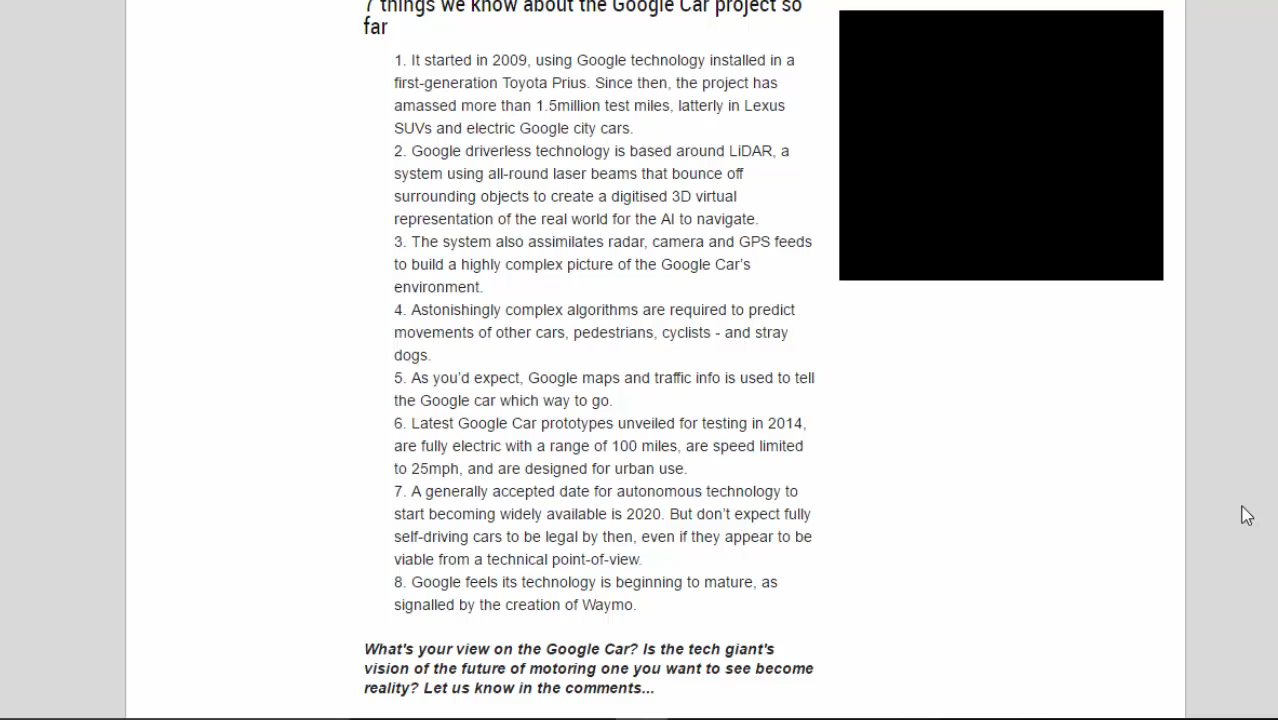 7 things we know about the Google Car project so
far
1. It started in 2009, using Google technology installed in a
first-generation Toyota Prius. Since then, the project has
amassed more than 1.5million test miles, latterly in Lexus
SUVs and electric Google city cars.
2. Google driverless technology is based around LiDAR, a
system using all-round laser beams that bounce off
surrounding objects to create a digitised 3D virtual
representation of the real world for the AI to navigate.
3. The system also assimilates radar, camera and GPS feeds
to build a highly complex picture of the Google Car’s
environment.
4. Astonishingly complex algorithms are required to predict
movements of other cars, pedestrians, cyclists - and stray
dogs.
5. As you’d expect, Google maps and traffic info is used to tell
the Google car which way to go.
6. Latest Google Car prototypes unveiled for testing in 2014,
are fully electric with a range of 100 miles, are speed limited
to 25mph, and are designed for urban use.
7. A generally accepted date for autonomous technology to
start becoming widely available is 2020. But don’t expect fully
self-driving cars to be legal by then, even if they appear to be
viable from a technical point-of-view.
8. Google feels its technology is beginning to mature, as
signalled by the creation of Waymo.
What's your view on the Google Car? Is the tech giant's
vision of the future of motoring one you want to see become
reality? Let us know in the comments...